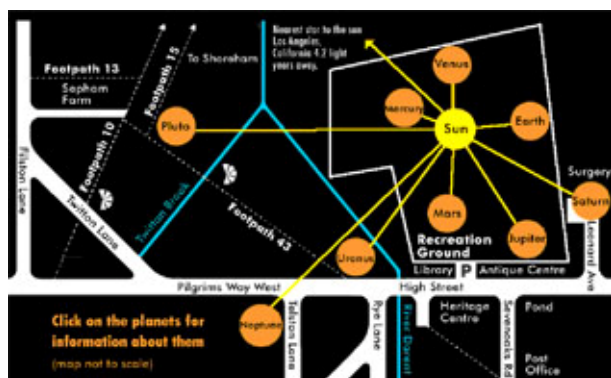 Nearest star to the sun
Los Angeles,
California 4.2 light
years away.
Footpath 15
To Shoreham
Footpath 13
Sepham
Farm
Venus
Mercury
Earth
Sun
Pluto
Footpath 10
Filston Lane
Twitton Lane
Twitton Brook
Footpath 43
Surgery
Saturn
Mars
Jupiter
Recreation
Ground
Uranus
Leonard Ave
Library P Antique Centre
Pilgrims Way West
High Street
Neptune
Telston Lane
Rye Lane
River Darent
Heritage
Centre
Sevenoaks Rd
Pond
Post
Office
Click on the planets for
information about them
(map not to scale)